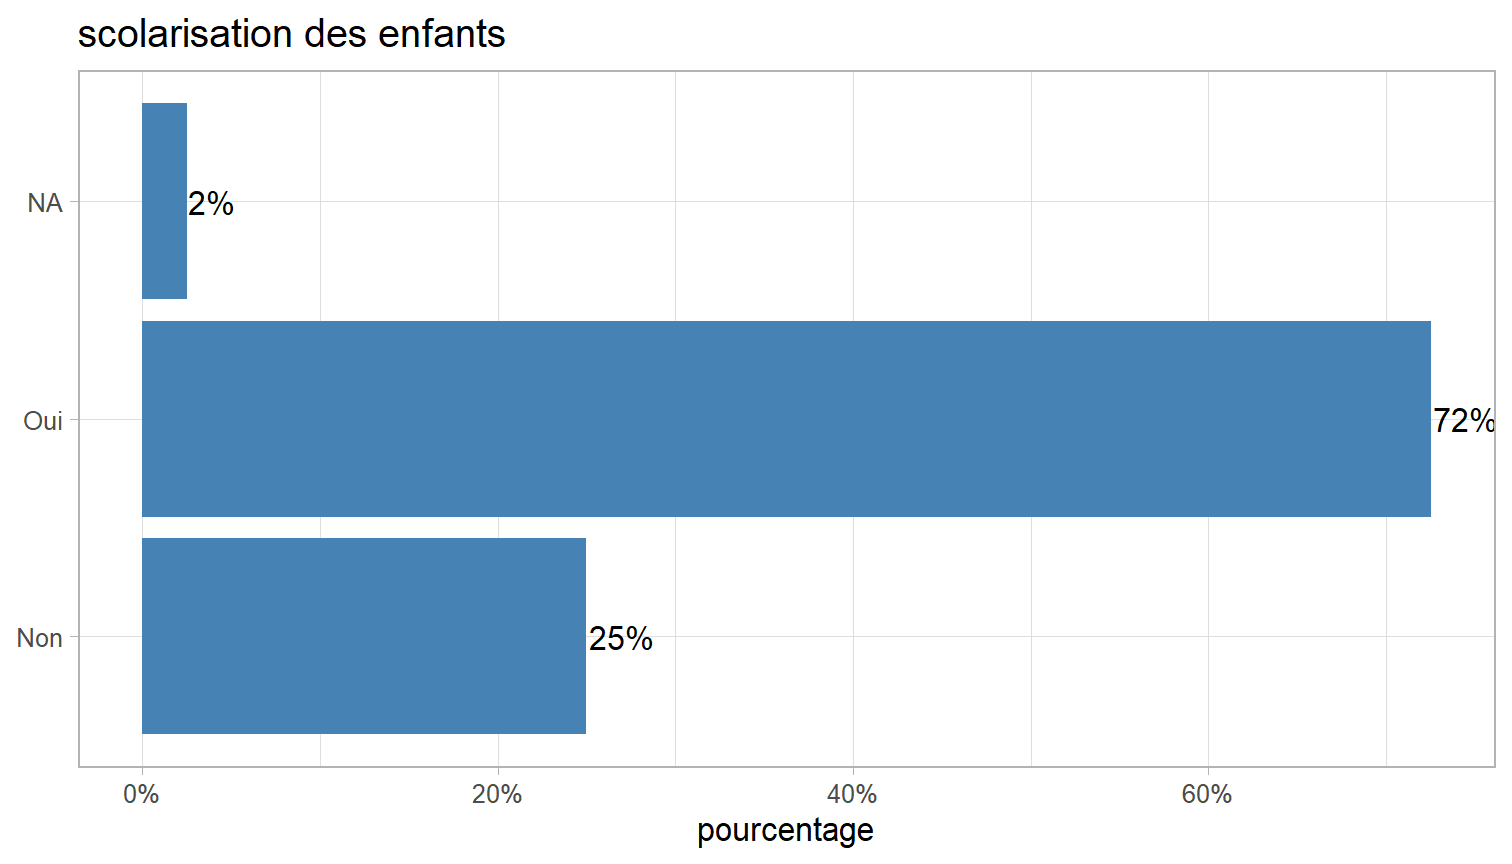 scolarisation des enfants
NA
2%
Oui
72%
Non
25%
0% 20% 40% 60%
pourcentage